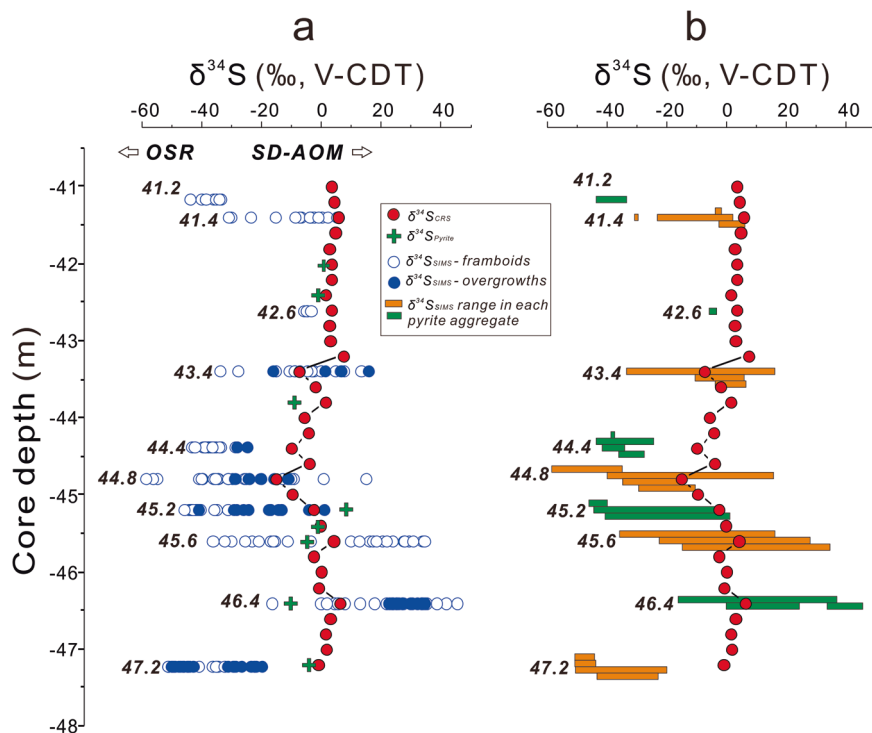 a
b
δ34S (‰, V-CDT)
δ34S (‰, V-CDT)
-60 -40 -20 0 20 40
-60 -40 -20 0 20 40
OSR SD-AOM
Core depth (m)
-41
-42
-43
-44
-45
-46
-47
-48
41.2
41.4
42.6
43.4
44.4
44.8
45.2
45.6
46.4
47.2
δ34SCRS
δ34SPyrite
δ34SSIMS- framboids
δ34SSIMS- overgrowths
δ34SSIMS range in each
pyrite aggregate
41.2
41.4
42.6
43.4
44.4
44.8
45.2
45.6
46.4
47.2